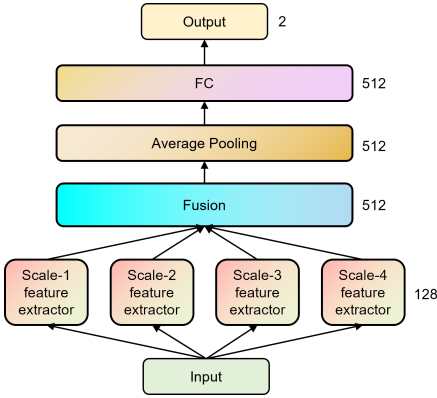 Output 2
FC 512
Average Pooling 512
Fusion 512
Scale-1
feature
extractor
Scale-2
feature
extractor
Scale-3
feature
extractor
Scale-4
feature
extractor
128
Input